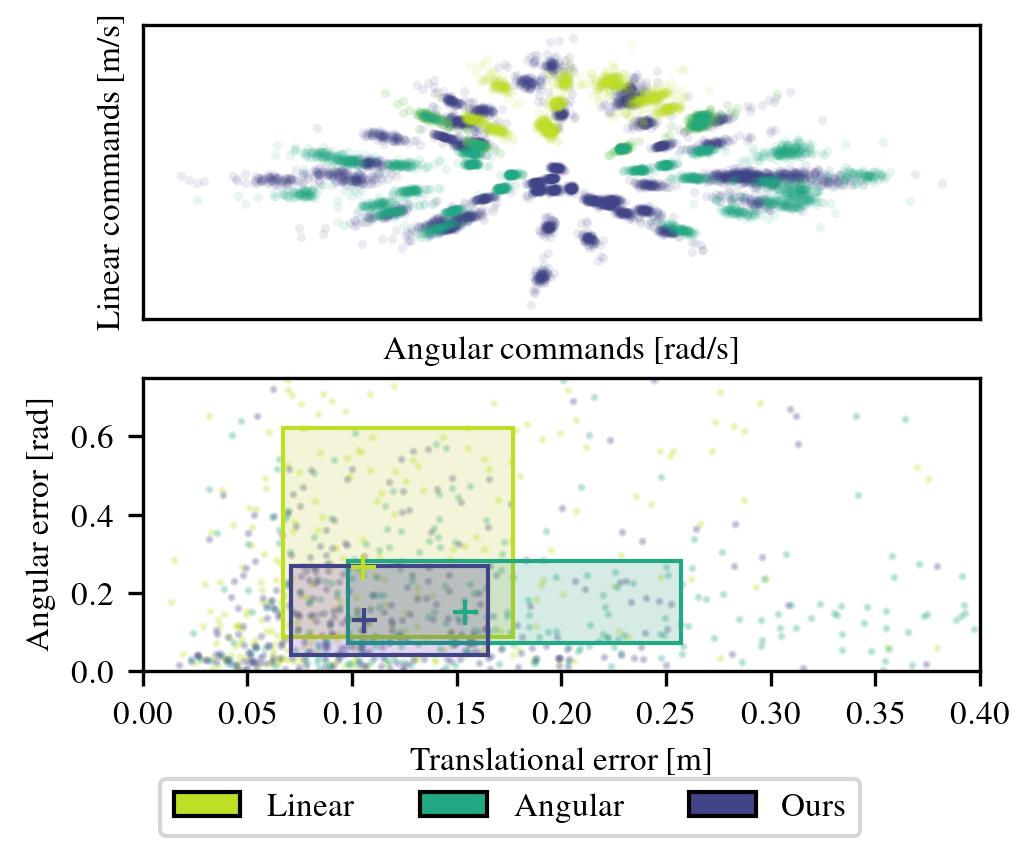 Linear commands [m/s]
Angular commands [rad/s]
Angular error [rad]
0.6
0.4
0.2
0.0
0.00 0.05 0.10 0.15 0.20 0.25 0.30 0.35 0.40
Translational error [m]
Linear Angular Ours